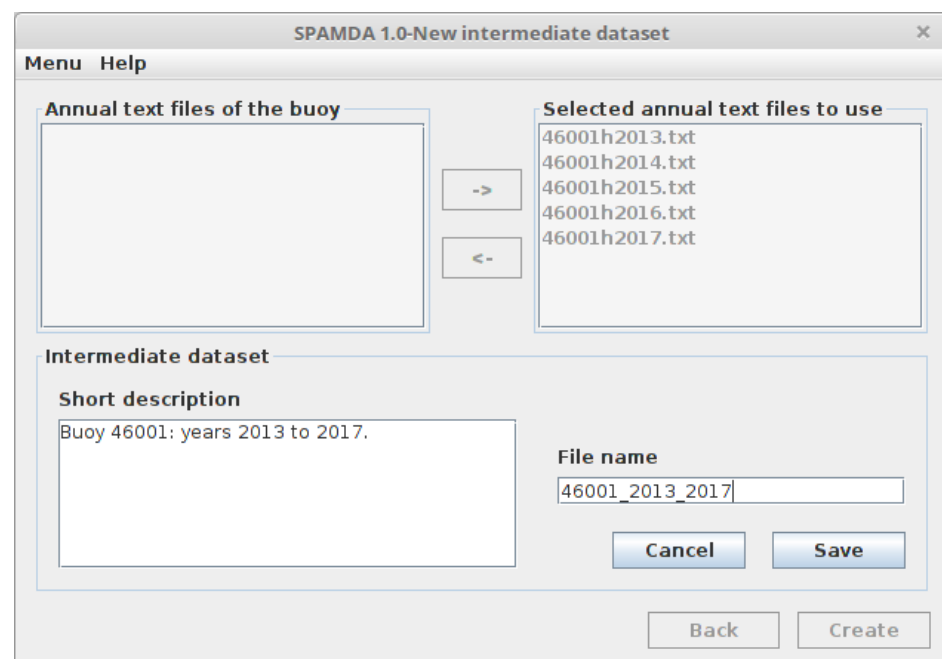 SPAMDA 1.0-New intermediate dataset ×
Menu Help
Annual text files of the buoy
Selected annual text files to use
46001h2013.txt
46001h2014.txt
46001h2015.txt
46001h2016.txt
46001h2017.txt
->
<-
Intermediate dataset
Short description
Buoy 46001: years 2013 to 2017.
File name
46001_2013_2017
Cancel Save
Back Create